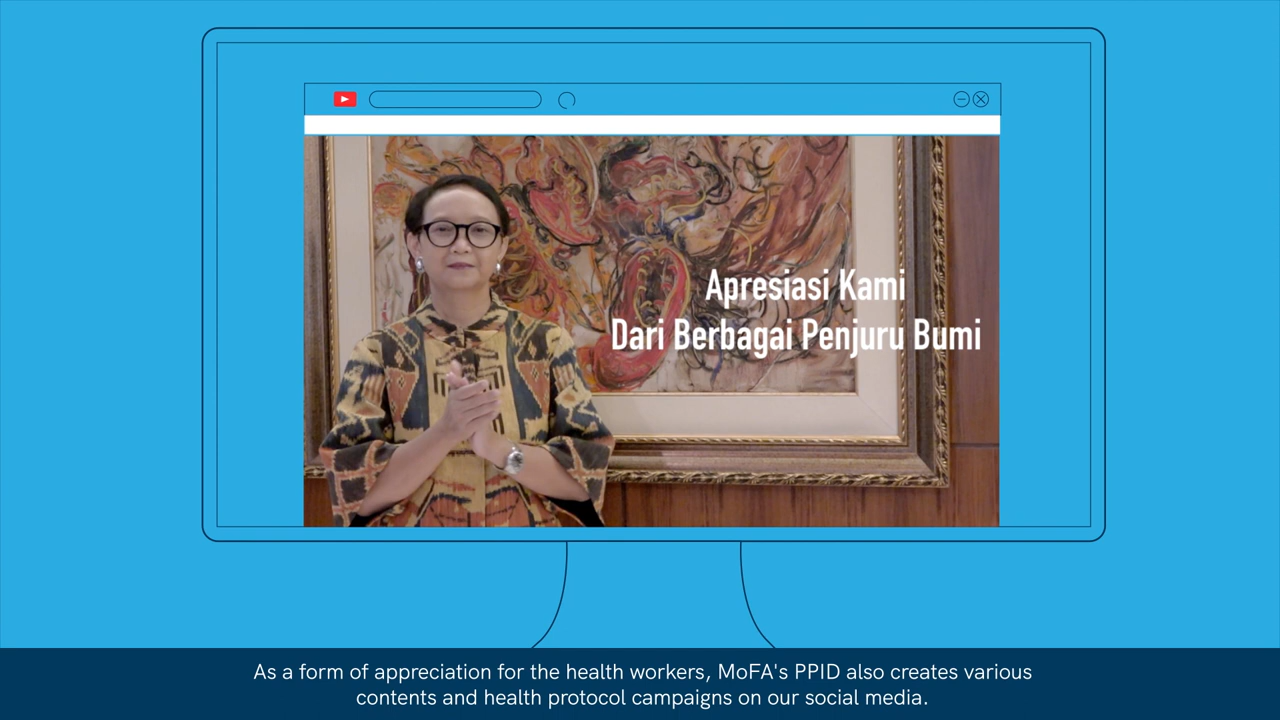 Apresiasi Kami
Dari Berbagai Penjuru Bumi
As a form of appreciation for the health workers, MoFA's PPID also creates various
contents and health protocol campaigns on our social media.